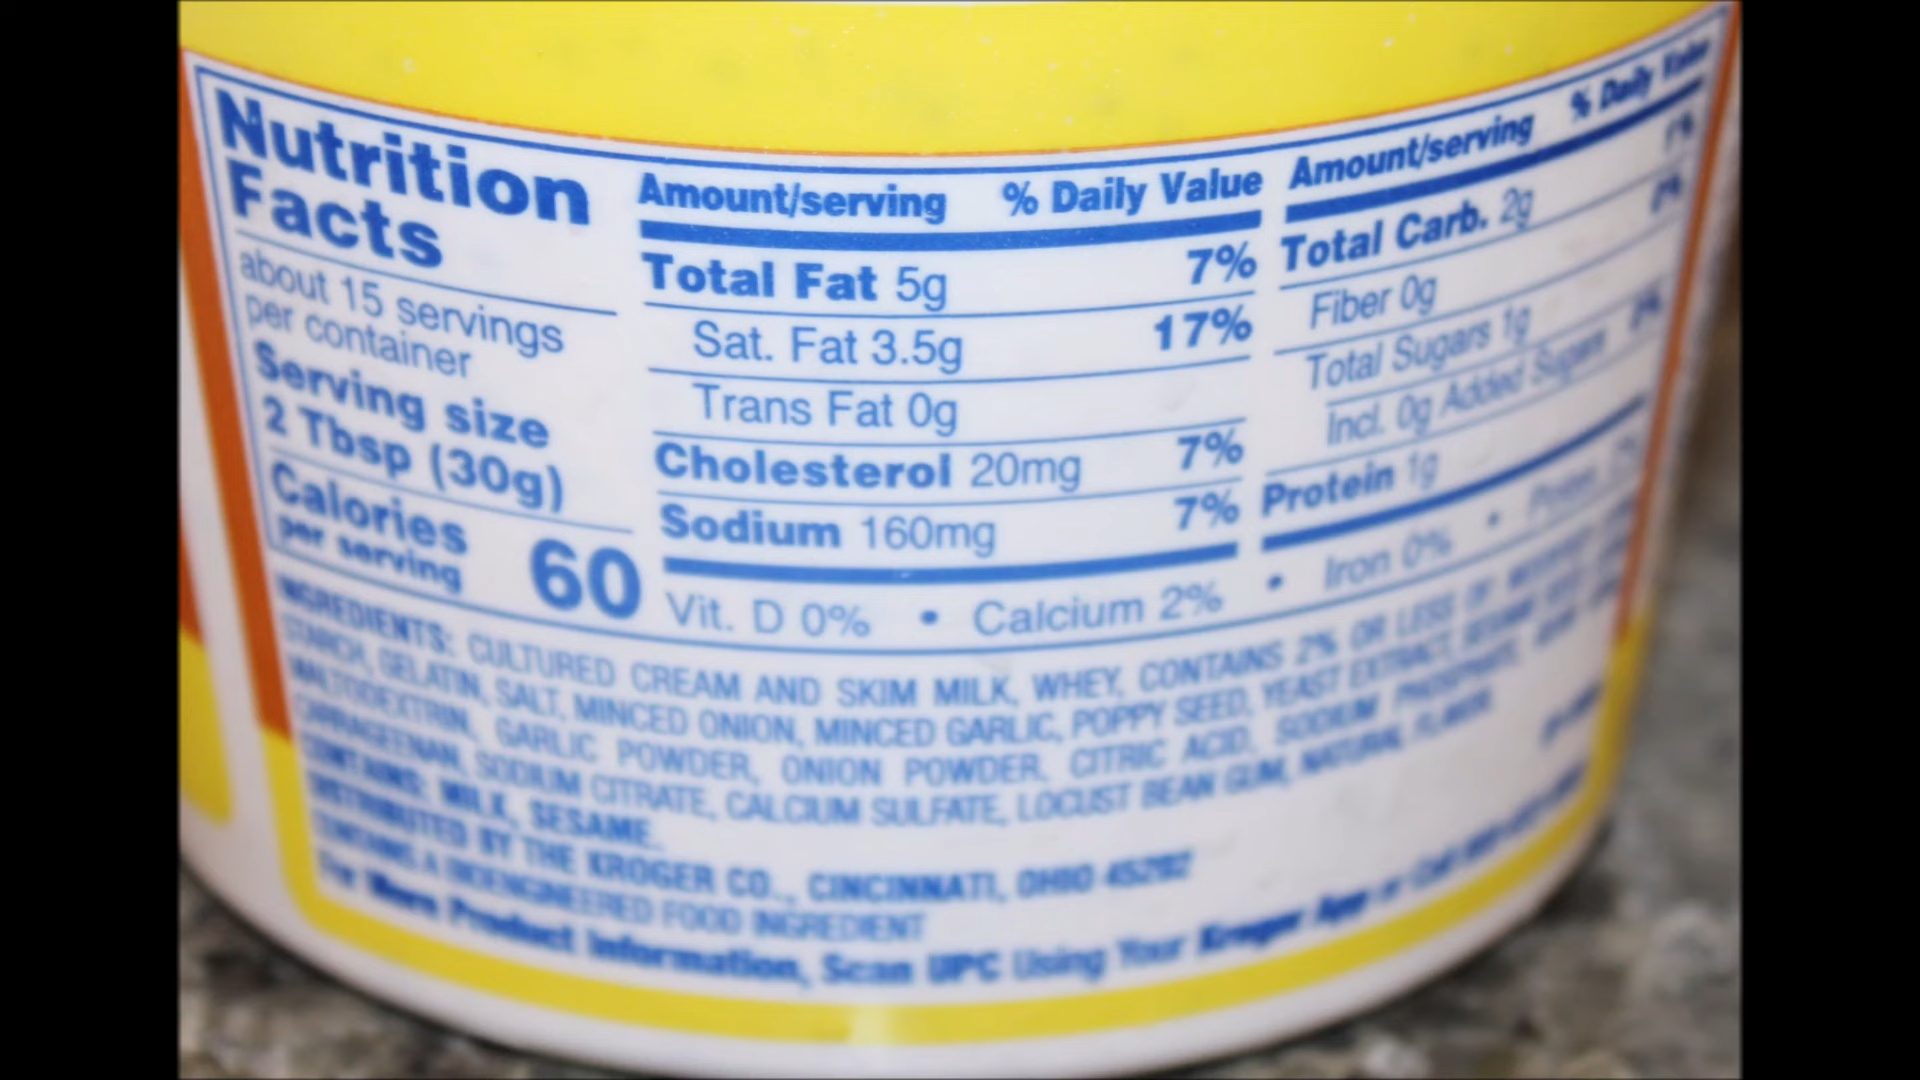 Nutrition
Facts
about 15 servings
per container
Serving size
2 Tbsp (30g)
Calories
per serving
60
Amount/serving % Daily Value
Total Fat 5g 7%
Sat. Fat 3.5g 17%
Trans Fat 0g
Cholesterol 20mg 7%
Sodium 160mg 7%
Amount/serving % Daily Value
Total Carb. 2g 1%
Fiber 0g 0%
Total Sugars 1g
Incl. 0g Added Sugars 0%
Protein 1g
Vit. D 0% • Calcium 2% • Iron 0% •
INGREDIENTS: CULTURED CREAM AND SKIM MILK, WHEY, CONTAINS 2% OR LESS OF:
STARCH, GELATIN, SALT, MINCED ONION, MINCED GARLIC, POPPY SEED, YEAST EXTRACT, SESAME SEED
MALTODEXTRIN, GARLIC POWDER, ONION POWDER, CITRIC ACID, SODIUM PHOSPHATE,
CARRAGEENAN, SODIUM CITRATE, CALCIUM SULFATE, LOCUST BEAN GUM, NATURAL FLAVOR
CONTAINS: MILK, SESAME.
DISTRIBUTED BY THE KROGER CO., CINCINNATI, OHIO 45202
CONTAINS A BIOENGINEERED FOOD INGREDIENT
For More Product Information, Scan UPC Using Your Kroger App or Call